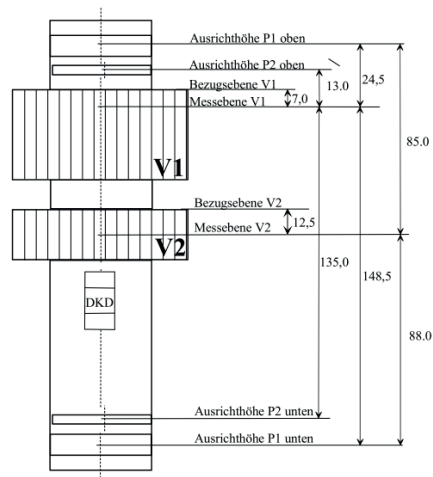 Ausrichthöhe P1 oben
Ausrichthöhe P2 oben
13.0
24,5
Bezugsebene V1
7,0
Messebene V1
V1
85.0
Bezugsebene V2
12,5
Messebene V2
V2
135,0
148,5
DKD
88.0
Ausrichthöhe P2 unten
Ausrichthöhe P1 unten